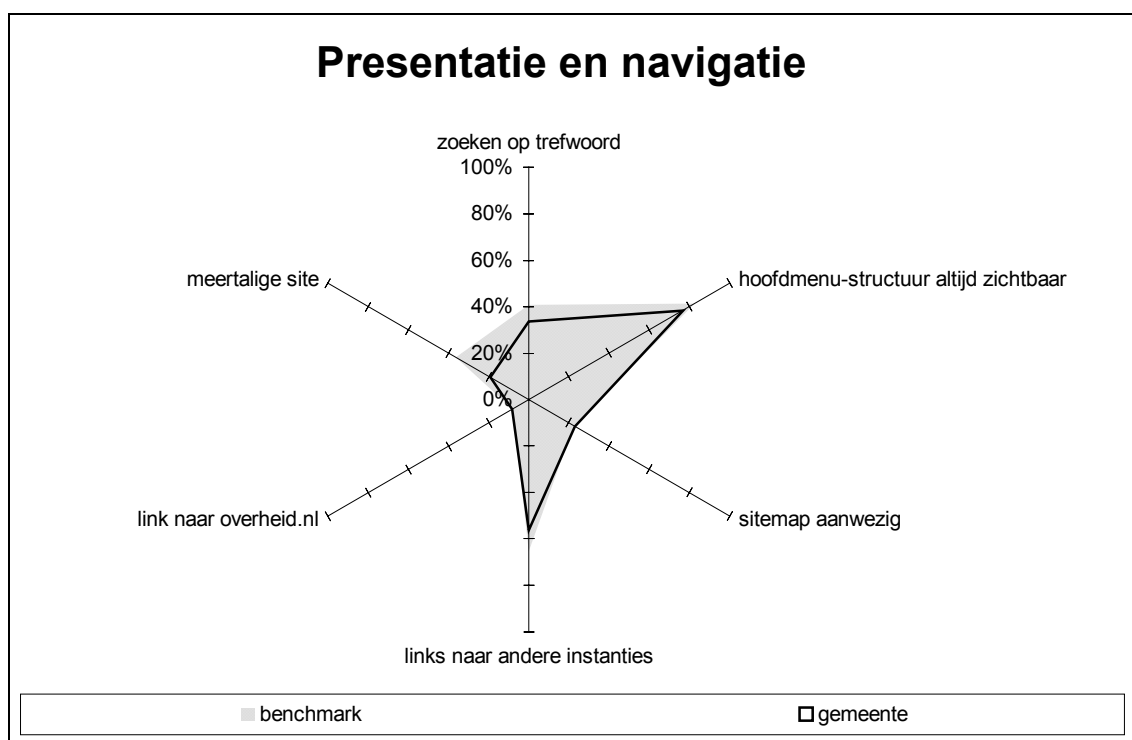 Presentatie en navigatie
zoeken op trefwoord
100%
80%
60%
40%
20%
0%
meertalige site
hoofdmenu-structuur altijd zichtbaar
link naar overheid.nl
sitemap aanwezig
links naar andere instanties
benchmark
gemeente